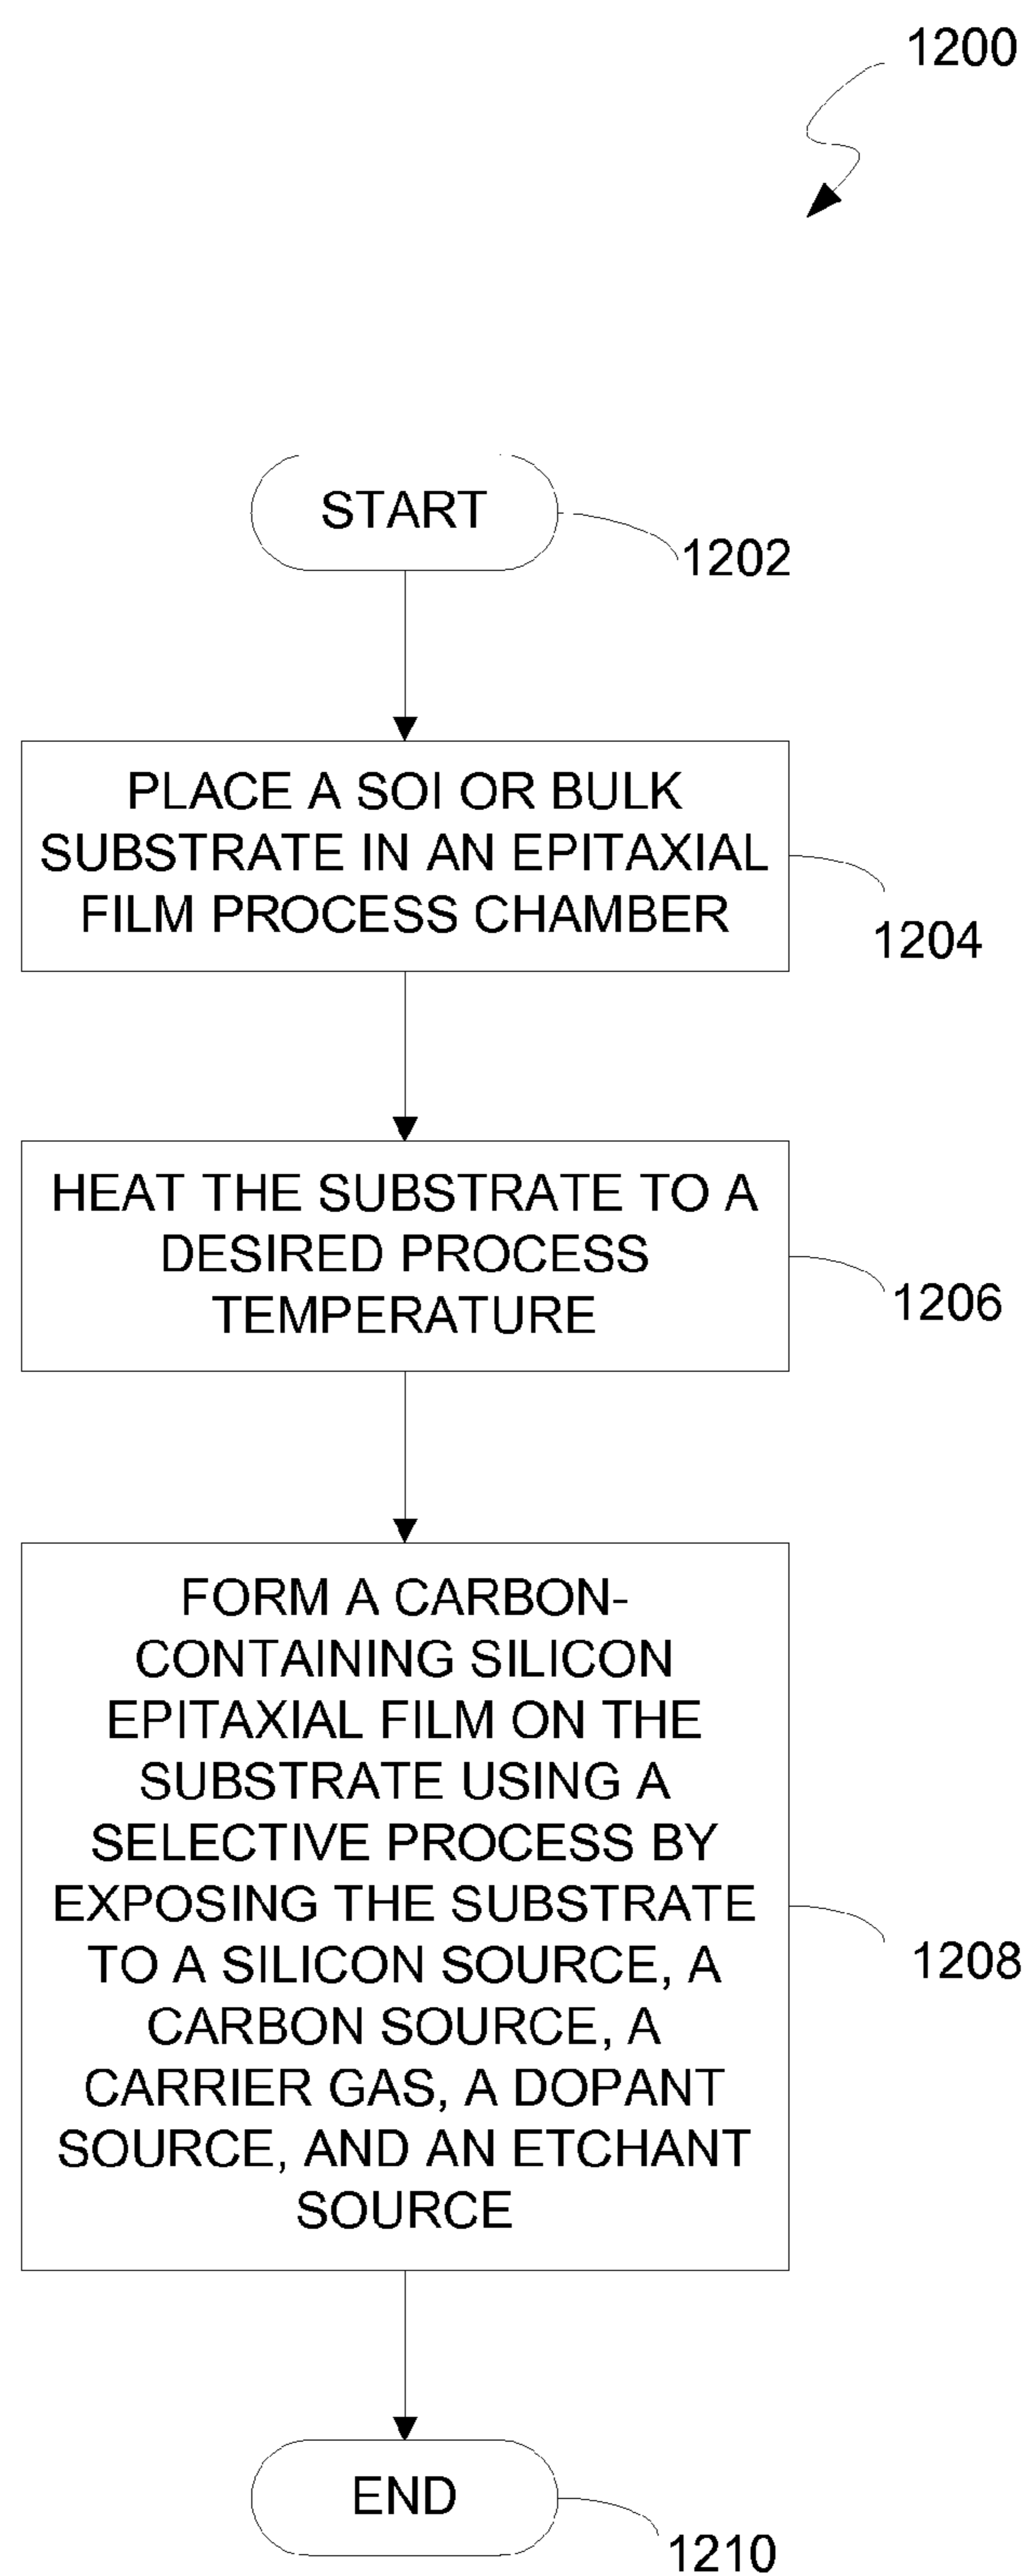 1200
START
1202
PLACE A SOI OR BULK
SUBSTRATE IN AN EPITAXIAL
FILM PROCESS CHAMBER
1204
HEAT THE SUBSTRATE TO A
DESIRED PROCESS
TEMPERATURE
1206
FORM A CARBON-
CONTAINING SILICON
EPITAXIAL FILM ON THE
SUBSTRATE USING A
SELECTIVE PROCESS BY
EXPOSING THE SUBSTRATE
TO A SILICON SOURCE, A
CARBON SOURCE, A
CARRIER GAS, A DOPANT
SOURCE, AND AN ETCHANT
SOURCE
1208
END
1210